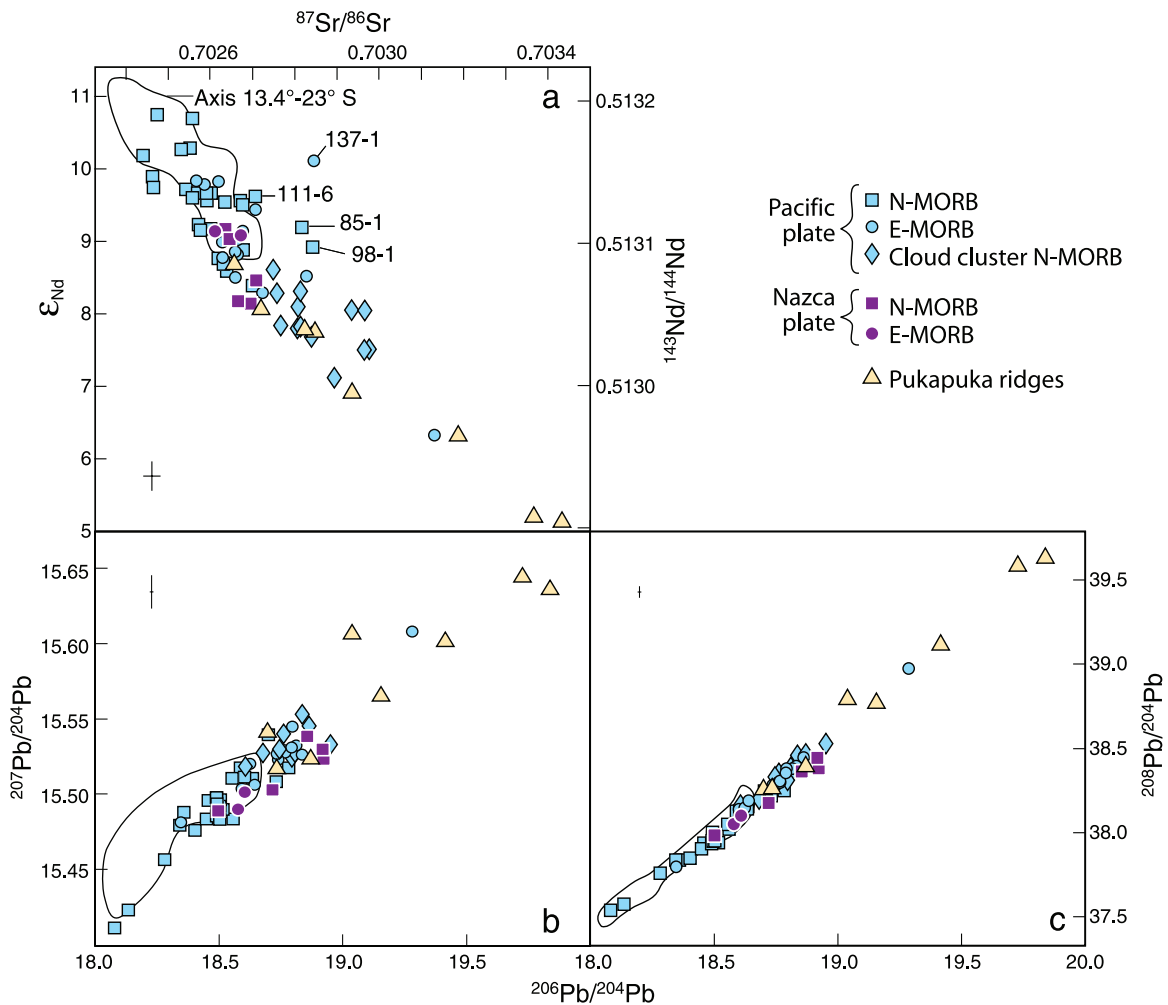 ⁸⁷Sr/⁸⁶Sr
0.7026 0.7030 0.7034
Axis 13.4°-23° S
a
137-1
111-6
85-1
98-1
11
10
9
8
7
6
5
εNd
0.5132
0.5131
0.5130
¹⁴³Nd/¹⁴⁴Nd
Pacific plate
N-MORB
E-MORB
Cloud cluster N-MORB
Nazca plate
N-MORB
E-MORB
Pukapuka ridges
15.65
15.60
15.55
15.50
15.45
²⁰⁷Pb/²⁰⁴Pb
b
c
39.5
39.0
38.5
38.0
37.5
²⁰⁸Pb/²⁰⁴Pb
18.0 18.5 19.0 19.5 18.0 18.5 19.0 19.5 20.0
²⁰⁶Pb/²⁰⁴Pb